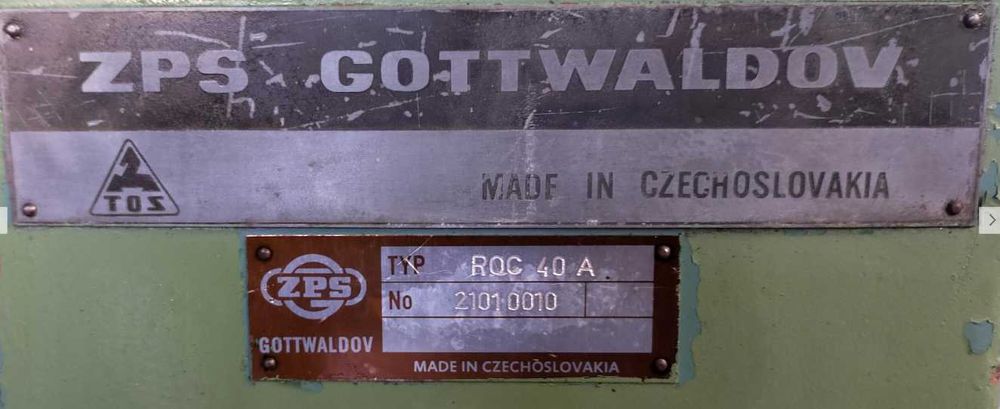 ZPS GOTTWALDOV
TOS
MADE IN CZECHOSLOVAKIA
ZPS
GOTTWALDOV
TYP RQC 40 A
No 2101 0010
MADE IN CZECHOSLOVAKIA